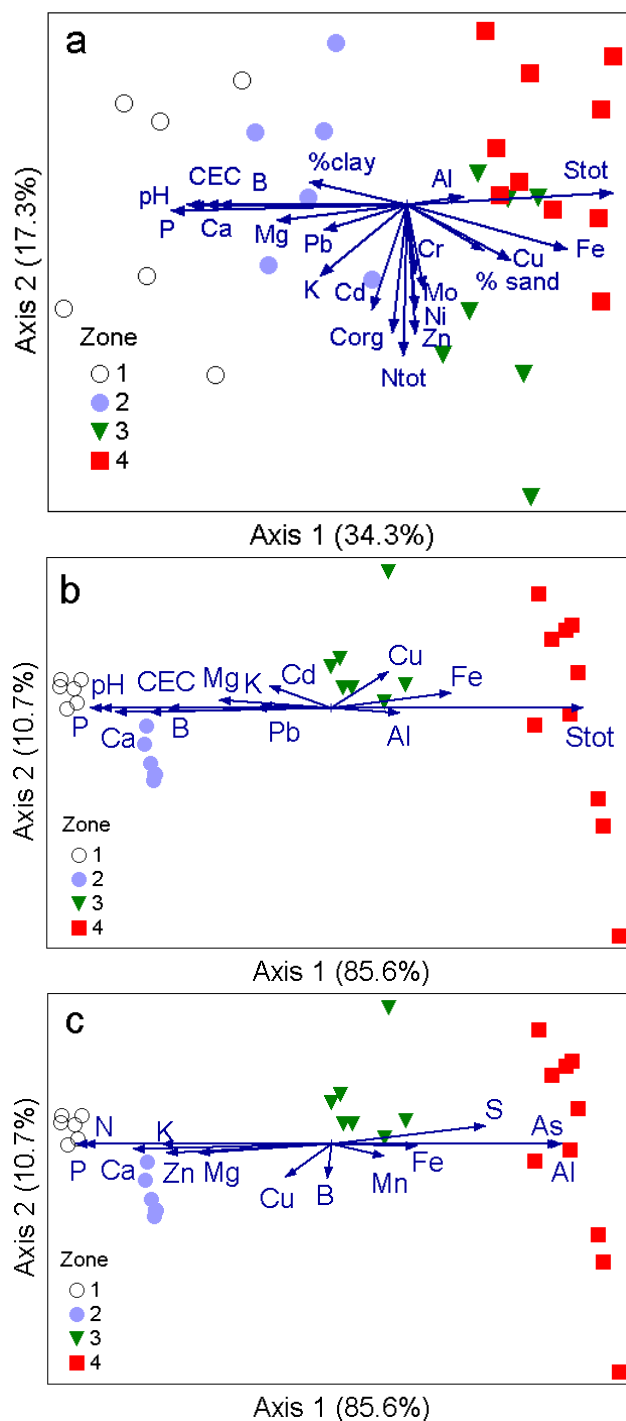 a
%clay
CEC
B
Al
Stot
pH
P
Ca
Mg
Pb
Cr
Cu
Fe
K
Cd
Mo
% sand
Ni
Corg
Zn
Ntot
Zone
1
2
3
4
Axis 2 (17.3%)
Axis 1 (34.3%)
b
pH
CEC
Mg
K
Cd
Cu
Fe
P
Ca
B
Pb
Al
Stot
Zone
1
2
3
4
Axis 2 (10.7%)
Axis 1 (85.6%)
c
N
K
S
As
P
Ca
Zn
Mg
Cu
B
Mn
Fe
Al
Zone
1
2
3
4
Axis 2 (10.7%)
Axis 1 (85.6%)